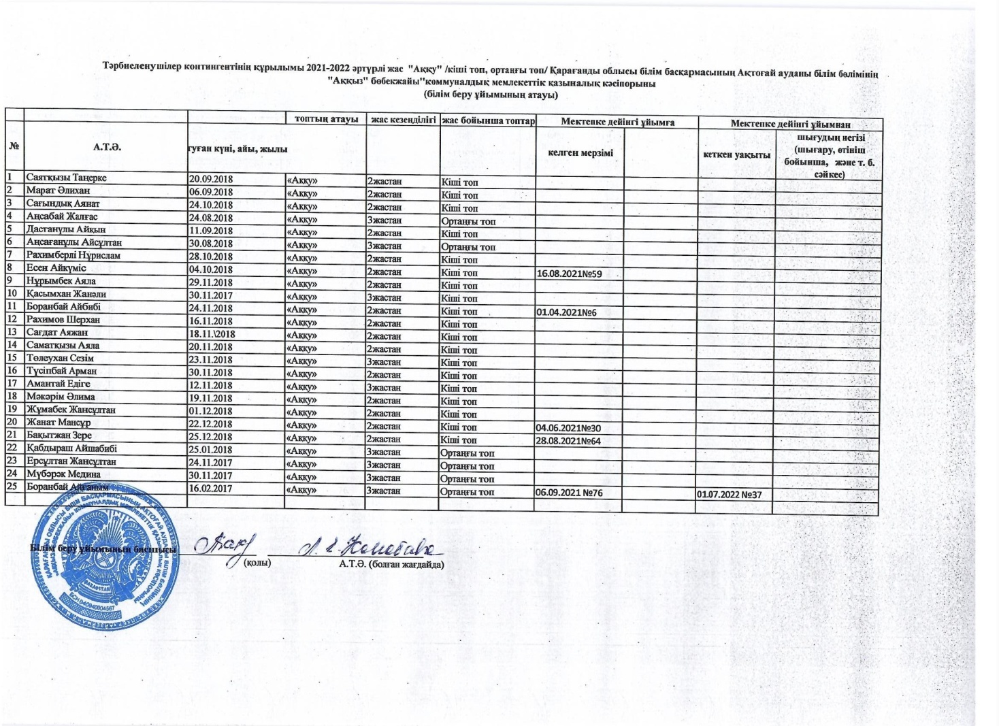 Тәрбиеленушілер контингентінің құрылымы 2021-2022 әртүрлі жас "Аққу" /кіші топ, ортаңғы топ/ Қарағанды облысы білім басқармасының Ақтоғай ауданы білім бөлімінің
"Аққыз" бөбекжайы"коммуналдық мемлекеттік қазыналық кәсіпорыны
(білім беру ұйымының атауы)
топтың атауы жас кезеңділігі жас бойынша топтар Мектепке дейінгі ұйымға Мектепке дейінгі ұйымнан
№ А.Т.Ә. туған күні, айы, жылы келген мерзімі кеткен уақыты шығудың негізі (шығару, өтініш бойынша, және т. б. сәйкес)
1 Саятқызы Таңерке 20.09.2018 «Аққу» 2жастан Кіші топ
2 Марат Әлихан 06.09.2018 «Аққу» 2жастан Кіші топ
3 Сағындық Аянат 24.10.2018 «Аққу» 2жастан Кіші топ
4 Аңсабай Жалғас 24.08.2018 «Аққу» 3жастан Ортаңғы топ
5 Дастанұлы Айқын 11.09.2018 «Аққу» 2жастан Кіші топ
6 Аңсағанұлы Айсұлтан 30.08.2018 «Аққу» 3жастан Ортаңғы топ
7 Рахимберлі Нұрислам 28.10.2018 «Аққу» 2жастан Кіші топ
8 Есен Айкүміс 04.10.2018 «Аққу» 2жастан Кіші топ 16.08.2021№59
9 Нұрымбек Аяла 29.11.2018 «Аққу» 2жастан Кіші топ
10 Қасымхан Жанәли 30.11.2017 «Аққу» 3жастан Кіші топ
11 Боранбай Айбибі 24.11.2018 «Аққу» 2жастан Кіші топ 01.04.2021№6
12 Рахимов Шерхан 16.11.2018 «Аққу» 2жастан Кіші топ
13 Сағдат Аяжан 18.11.\2018 «Аққу» 2жастан Кіші топ
14 Саматқызы Аяла 20.11.2018 «Аққу» 2жастан Кіші топ
15 Төлеухан Сезім 23.11.2018 «Аққу» 3жастан Кіші топ
16 Түсіпбай Арман 30.11.2018 «Аққу» 2жастан Кіші топ
17 Амантай Едіге 12.11.2018 «Аққу» 3жастан Кіші топ
18 Мәкәрім Әлима 19.11.2018 «Аққу» 2жастан Кіші топ
19 Жұмабек Жансұлтан 01.12.2018 «Аққу» 2жастан Кіші топ
20 Жанат Мансұр 22.12.2018 «Аққу» 2жастан Кіші топ 04.06.2021№30
21 Бақытжан Зере 25.12.2018 «Аққу» 2жастан Кіші топ 28.08.2021№64
22 Қабдыраш Айшабибі 25.01.2018 «Аққу» 3жастан Ортаңғы топ
23 Ерсұлтан Жансұлтан 24.11.2017 «Аққу» 3жастан Ортаңғы топ
24 Мүбәрәк Медина 30.11.2017 «Аққу» 3жастан Ортаңғы топ
25 Боранбай Айғаным 16.02.2017 «Аққу» 3жастан Ортаңғы топ 06.09.2021 №76 01.07.2022 №37
Білім беру ұйымының басшысы
(қолы) А.Т.Ә. (болған жағдайда)
ҚАРАҒАНДЫ ОБЛЫСЫ БІЛІМ БАСҚАРМАСЫНЫҢ АҚТОҒАЙ АУДАНЫ БІЛІМ БӨЛІМІНІҢ
КОММУНАЛДЫҚ МЕМЛЕКЕТТІК ҚАЗЫНАЛЫҚ КӘСІПОРЫНЫ